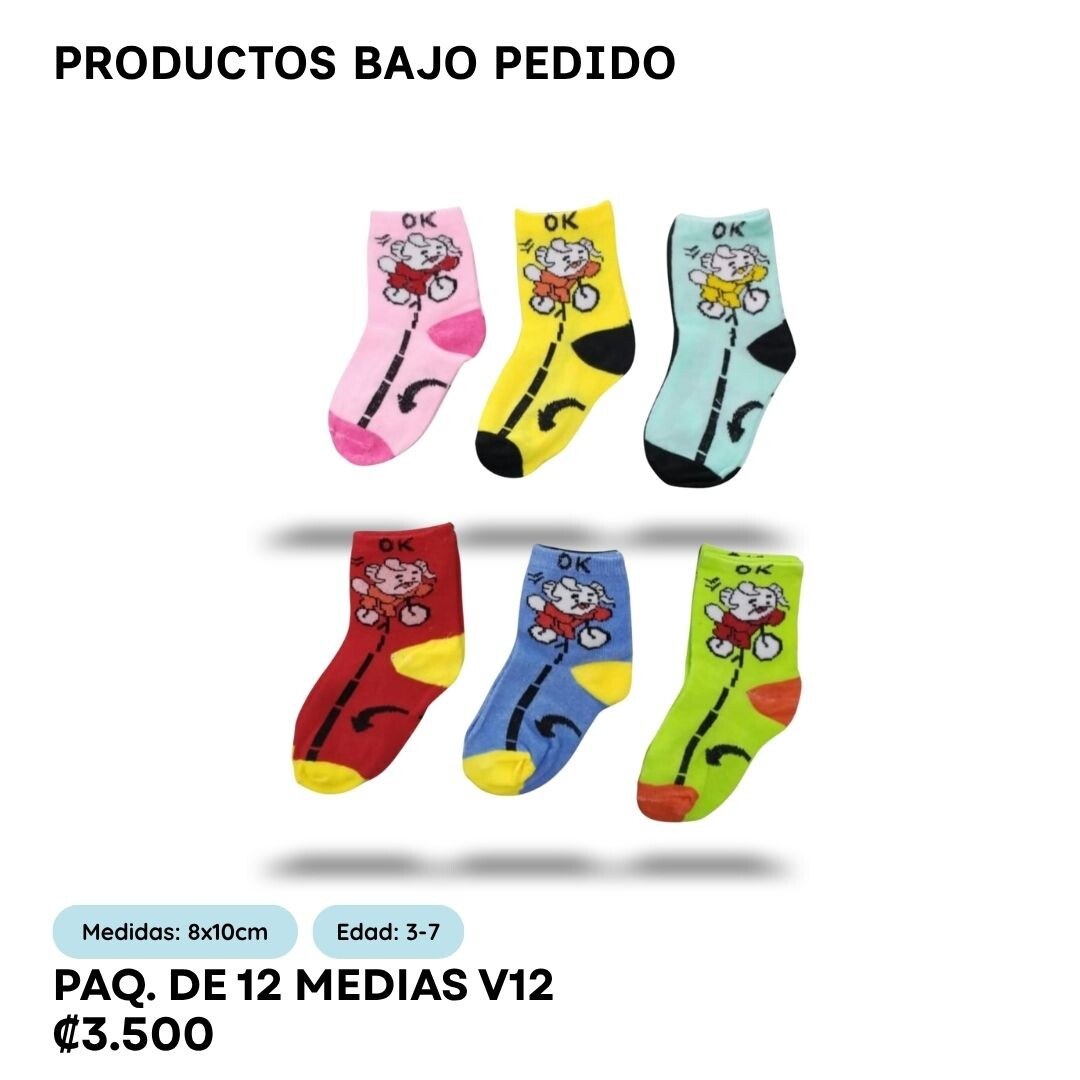 PRODUCTOS BAJO PEDIDO
OK
OK
OK
OK
OK
OK
Medidas: 8x10cm
Edad: 3-7
PAQ. DE 12 MEDIAS V12
₡3.500